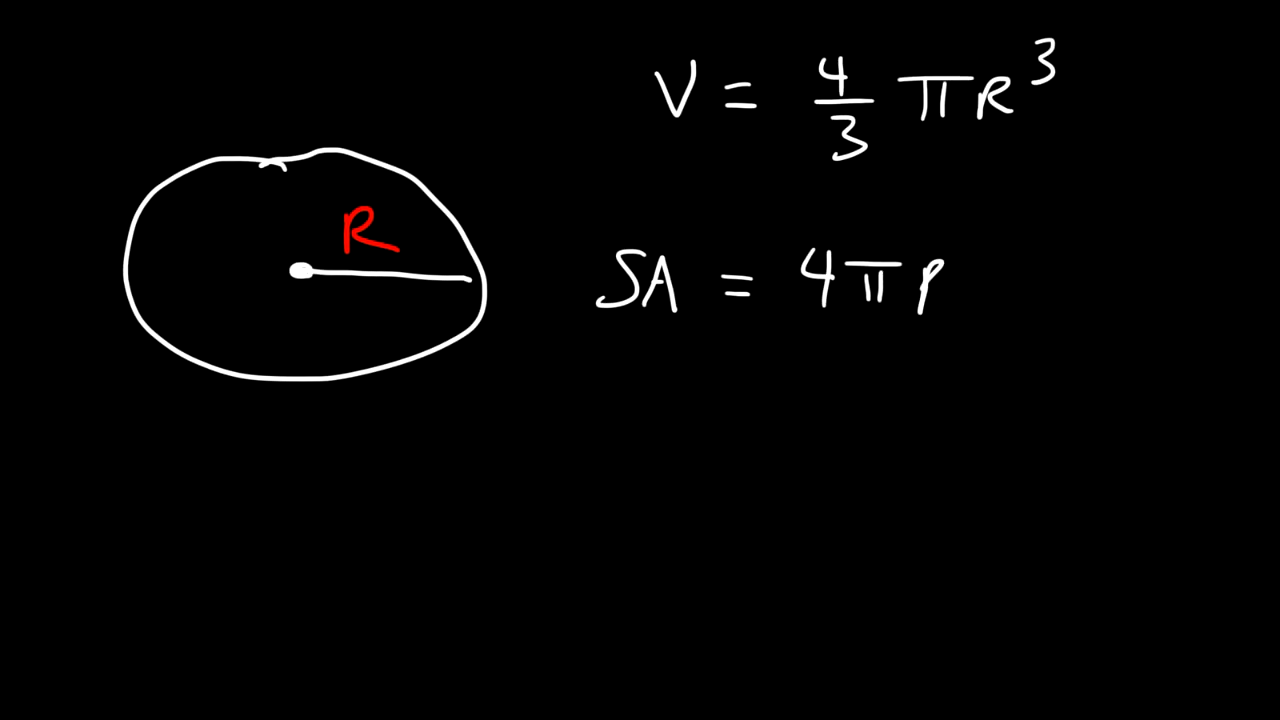 V = 4/3 πR³
R
SA = 4π